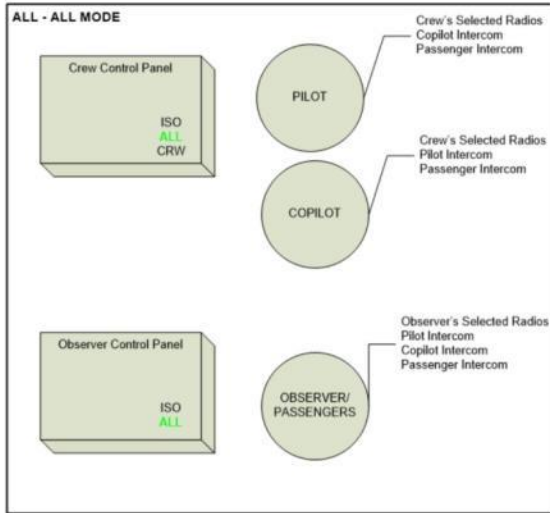 ALL - ALL MODE
Crew's Selected Radios
Copilot Intercom
Passenger Intercom
Crew Control Panel
ISO
ALL
CRW
PILOT
Crew's Selected Radios
Pilot Intercom
Passenger Intercom
COPILOT
Observer's Selected Radios
Pilot Intercom
Copilot Intercom
Passenger Intercom
Observer Control Panel
ISO
ALL
OBSERVER/
PASSENGERS